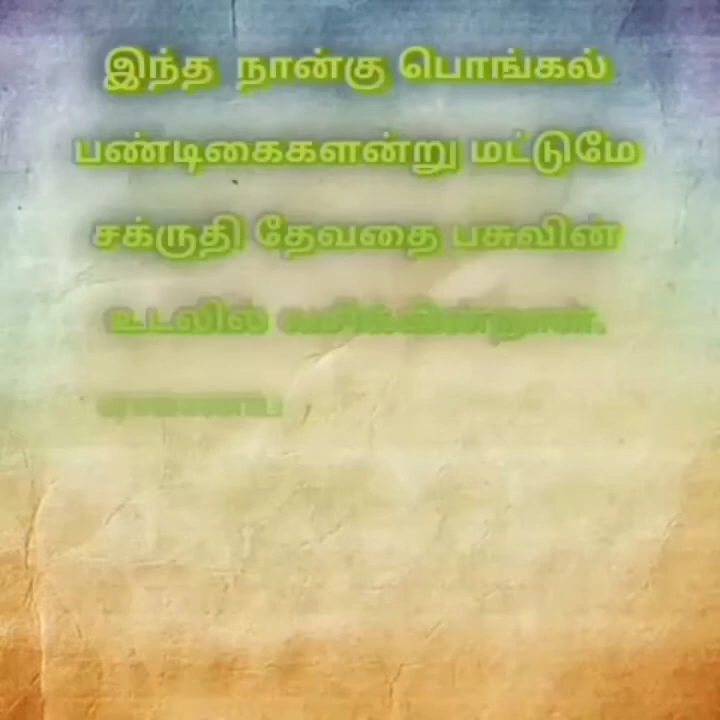 இந்த நான்கு பொங்கல்
பண்டிகைகளன்று மட்டுமே
சக்ருதி தேவதை பசுவின்
உடலில் வசிக்கின்றாள்.